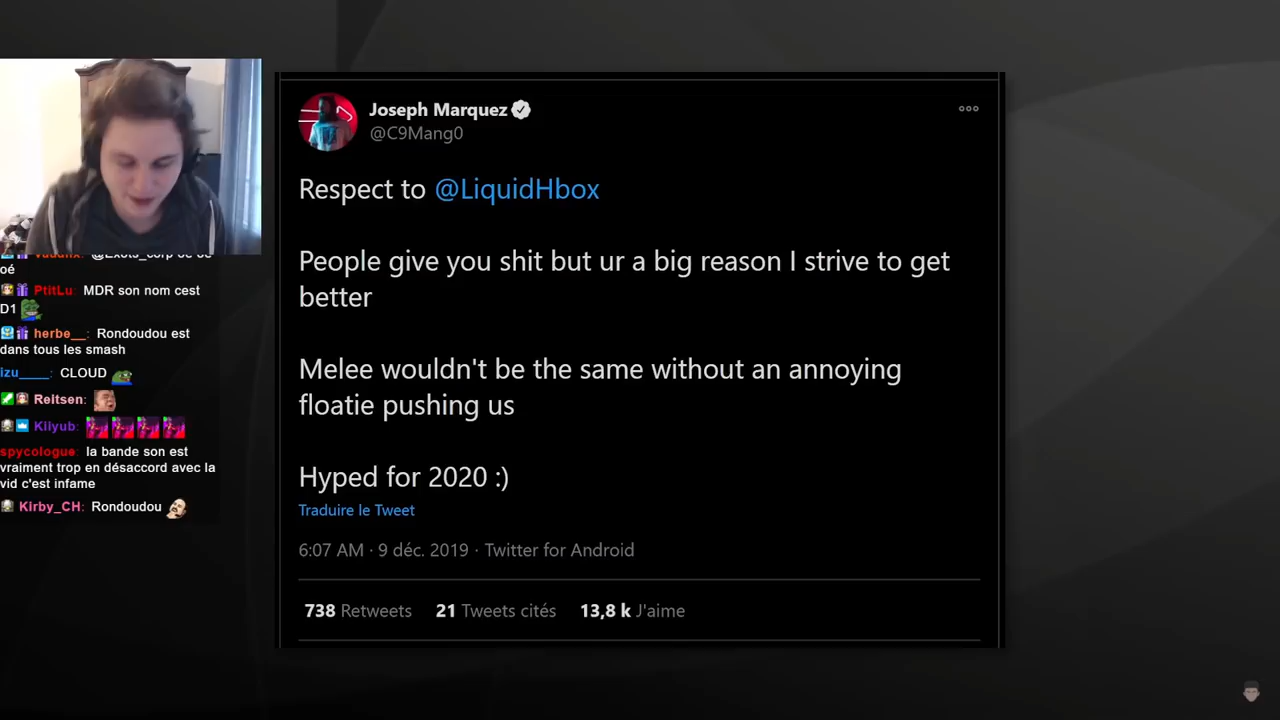 Joseph Marquez
@C9Mang0
Respect to @LiquidHbox
People give you shit but ur a big reason I strive to get
better
Melee wouldn't be the same without an annoying
floatie pushing us
Hyped for 2020 :)
Traduire le Tweet
6:07 AM · 9 déc. 2019 · Twitter for Android
738 Retweets 21 Tweets cités 13,8 k J'aime
oé
PtitLu: MDR son nom cest
D1
herbe__: Rondoudou est
dans tous les smash
izu____: CLOUD
Reitsen:
Kilyub:
spycologue: la bande son est
vraiment trop en désaccord avec la
vid c'est infame
Kirby_CH: Rondoudou